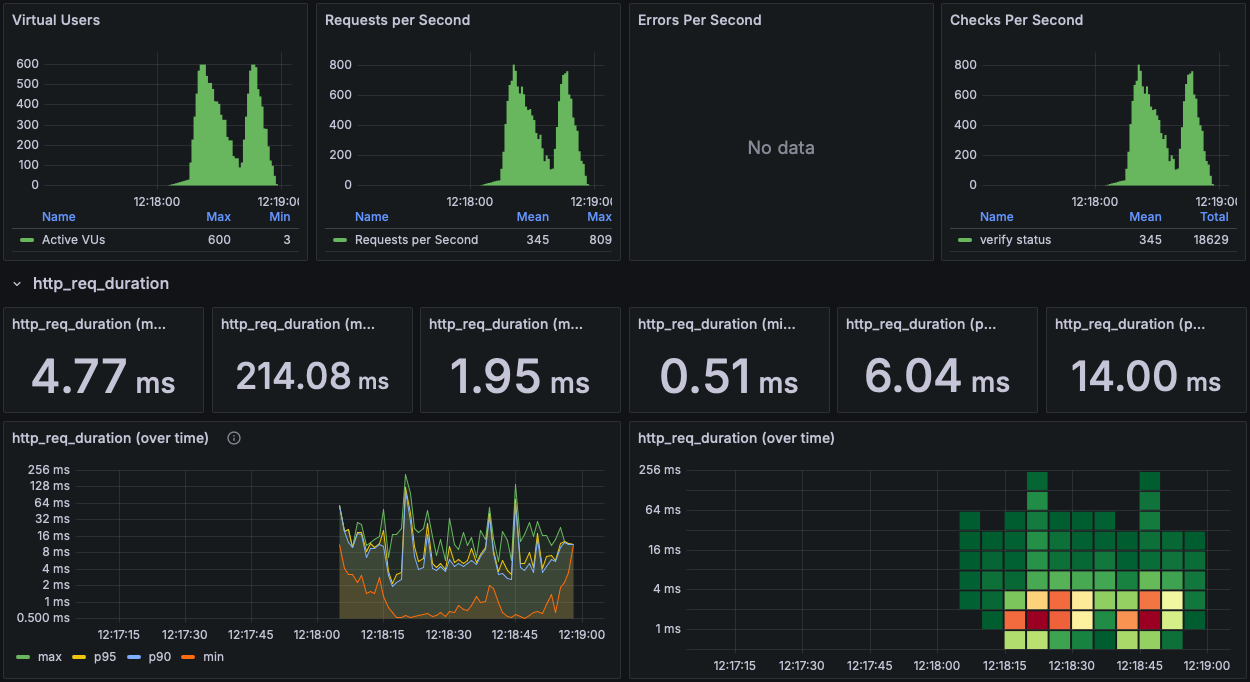 Virtual Users
600
500
400
300
200
100
0
12:18:00 12:19:0
Name Max Min
Active VUs 600 3
Requests per Second
800
600
400
200
0
12:18:00 12:19:0
Name Mean Max
Requests per Second 345 809
Errors Per Second
No data
Checks Per Second
800
600
400
200
0
12:18:00 12:19:0
Name Mean Total
verify status 345 18629
http_req_duration
http_req_duration (m...
4.77 ms
http_req_duration (m...
214.08 ms
http_req_duration (m...
1.95 ms
http_req_duration (mi...
0.51 ms
http_req_duration (p...
6.04 ms
http_req_duration (p...
14.00 ms
http_req_duration (over time)
256 ms
128 ms
64 ms
32 ms
16 ms
8 ms
4 ms
2 ms
1 ms
0.500 ms
12:17:15 12:17:30 12:17:45 12:18:00 12:18:15 12:18:30 12:18:45 12:19:00
max p95 p90 min
http_req_duration (over time)
256 ms
64 ms
16 ms
4 ms
1 ms
12:17:15 12:17:30 12:17:45 12:18:00 12:18:15 12:18:30 12:18:45 12:19:00